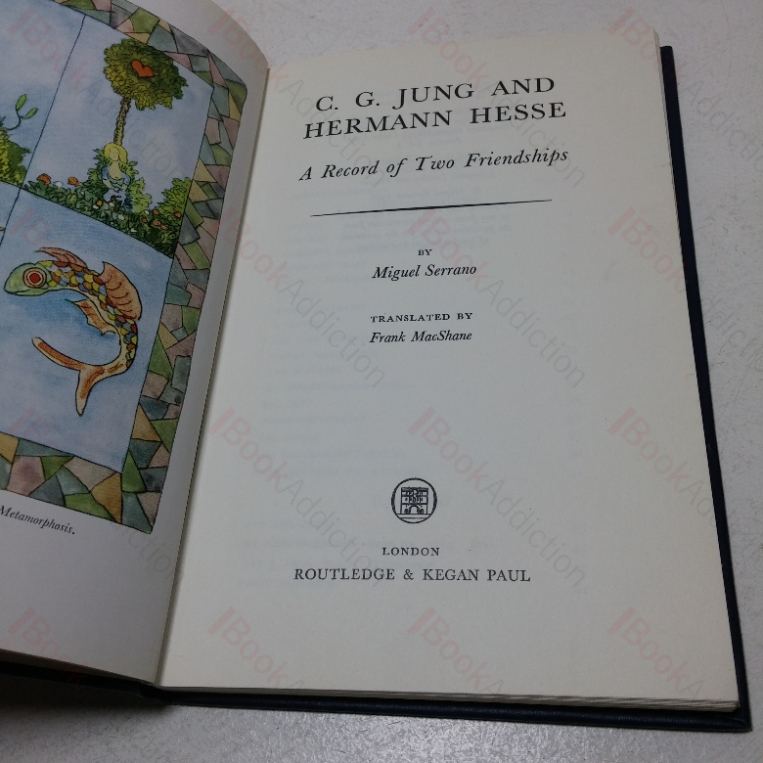 Metamorphosis.
C. G. JUNG AND
HERMANN HESSE
A Record of Two Friendships
BY
Miguel Serrano
TRANSLATED BY
Frank MacShane
LONDON
ROUTLEDGE & KEGAN PAUL
BookAddiction